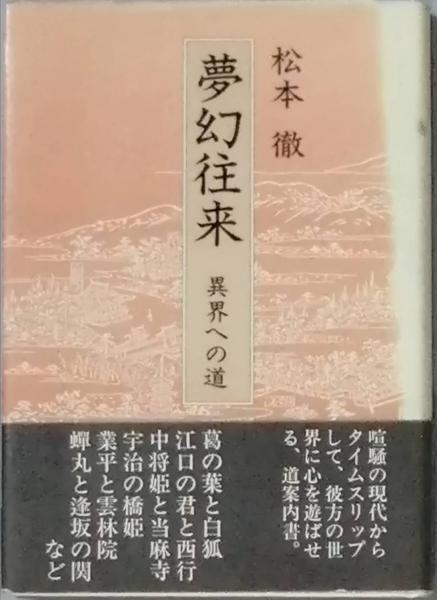 松本 徹
夢幻往来
異界への道
喧騒の現代から
タイムスリップ
して、彼方の世
界に心を遊ばせ
る、道案内書。
葛の葉と白狐
江口の君と西行
中将姫と当麻寺
宇治の橋姫
業平と雲林院
蟬丸と逢坂の関
など